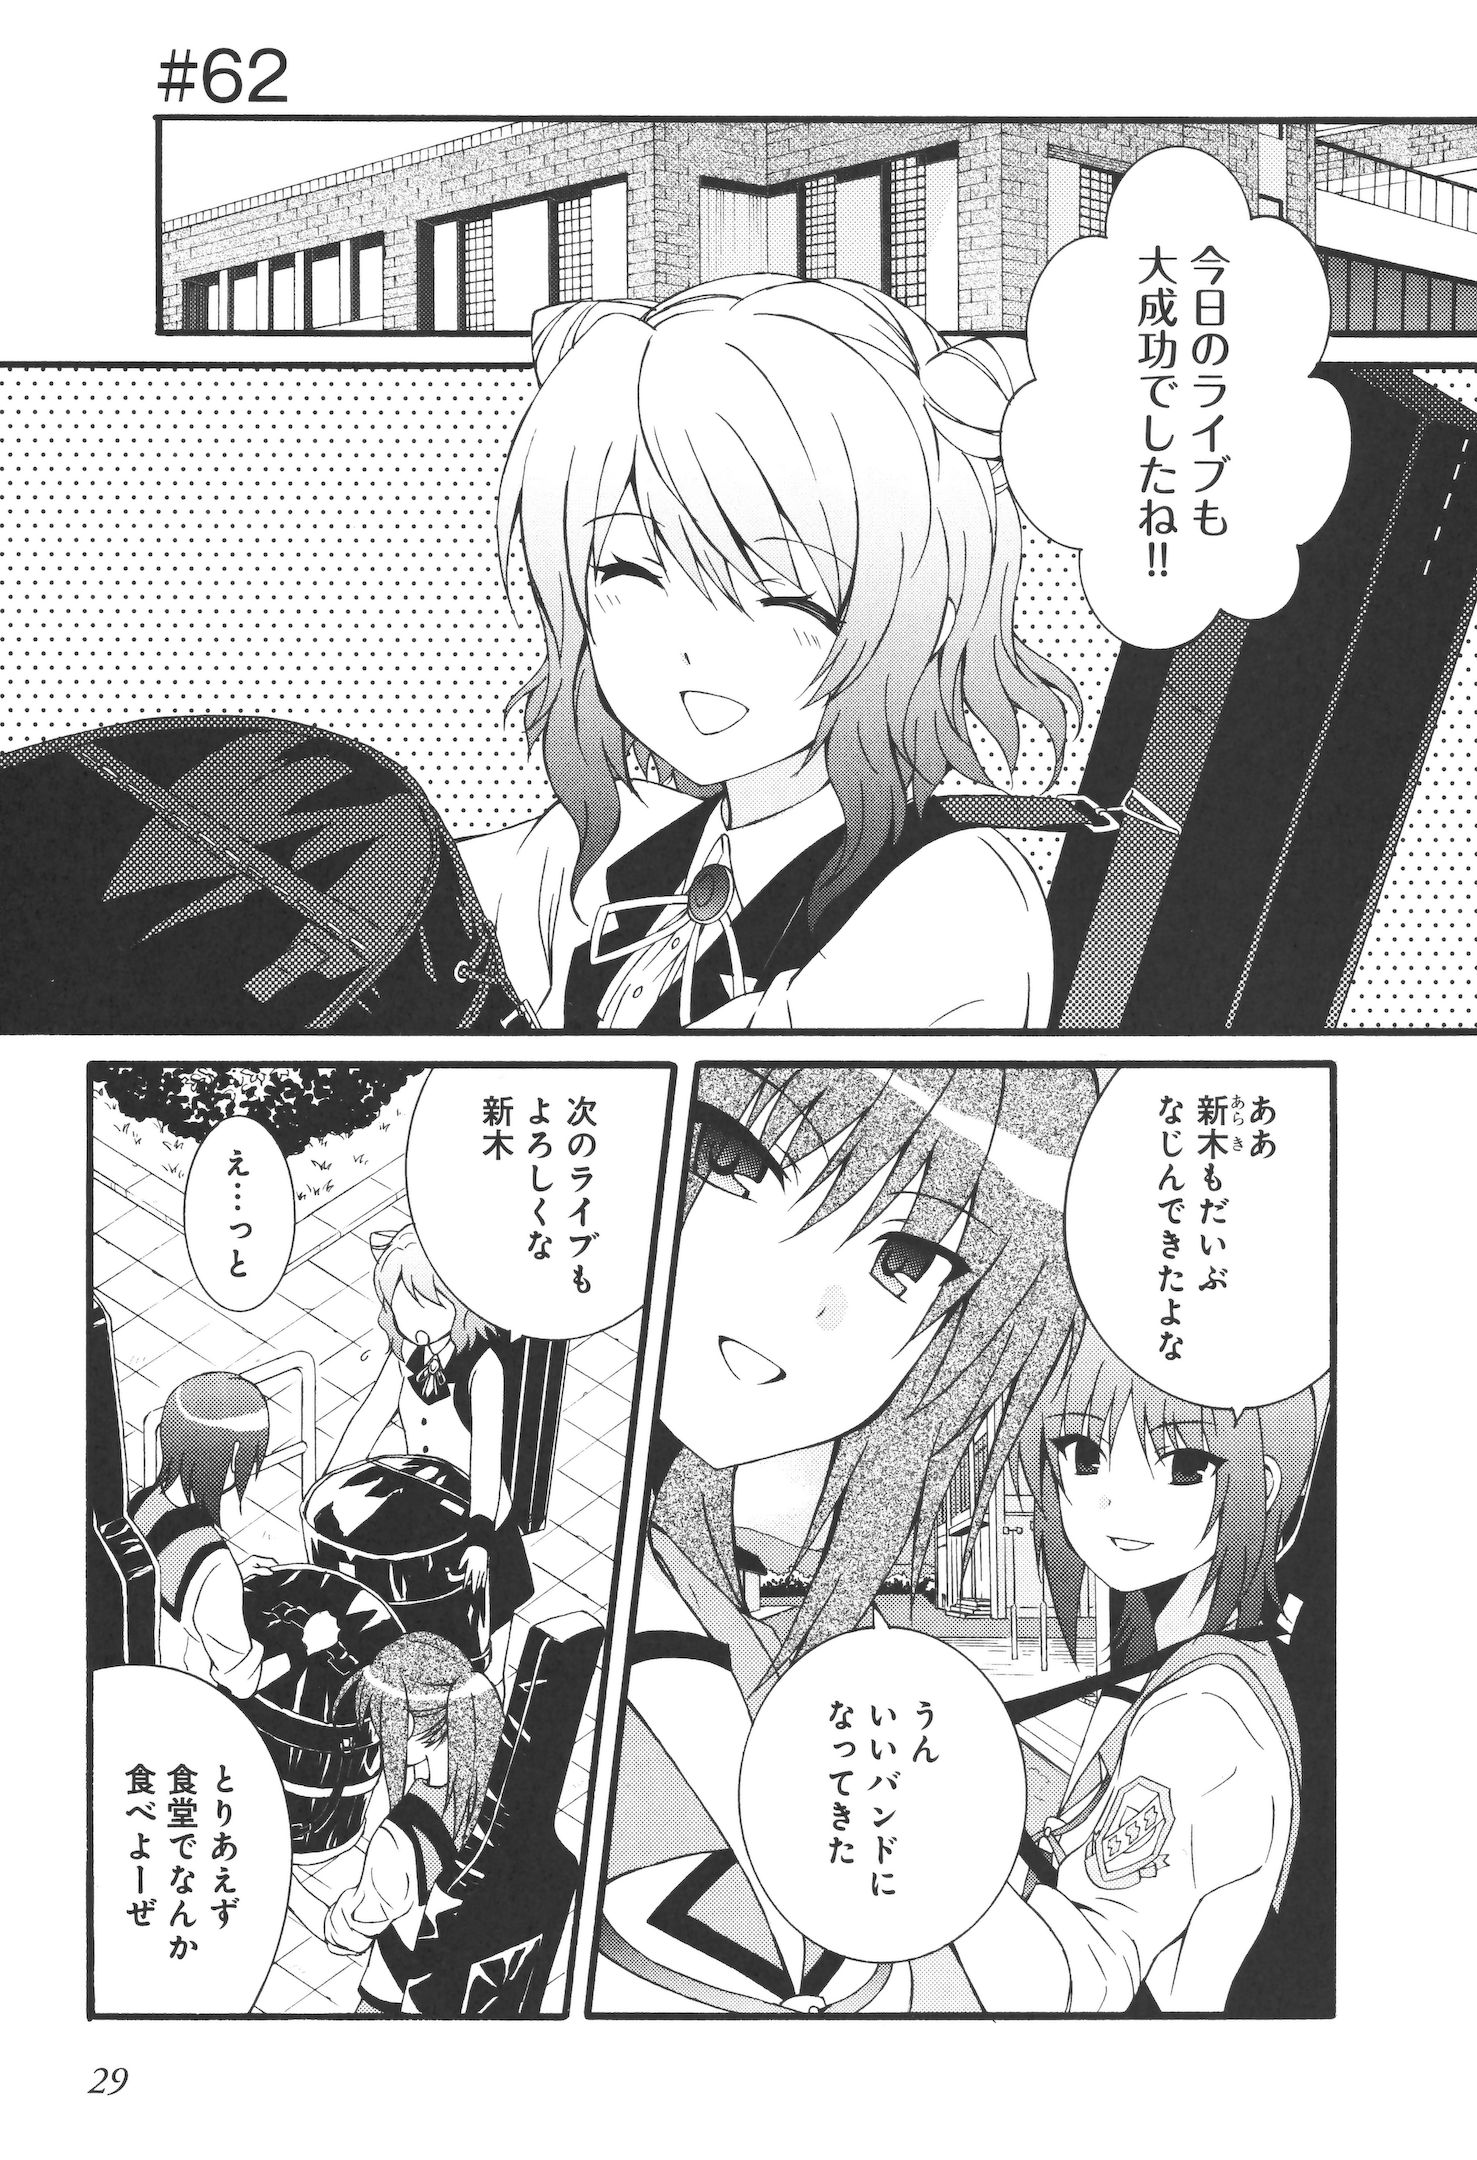 #62
今日のライブも
大成功でしたね!!
ああ
新木もだいぶ
あらき
なじんできたよな
うん
いいバンドに
なってきた
次のライブも
よろしくな
新木
え…っと
とりあえず
食堂でなんか
食べよーぜ
29